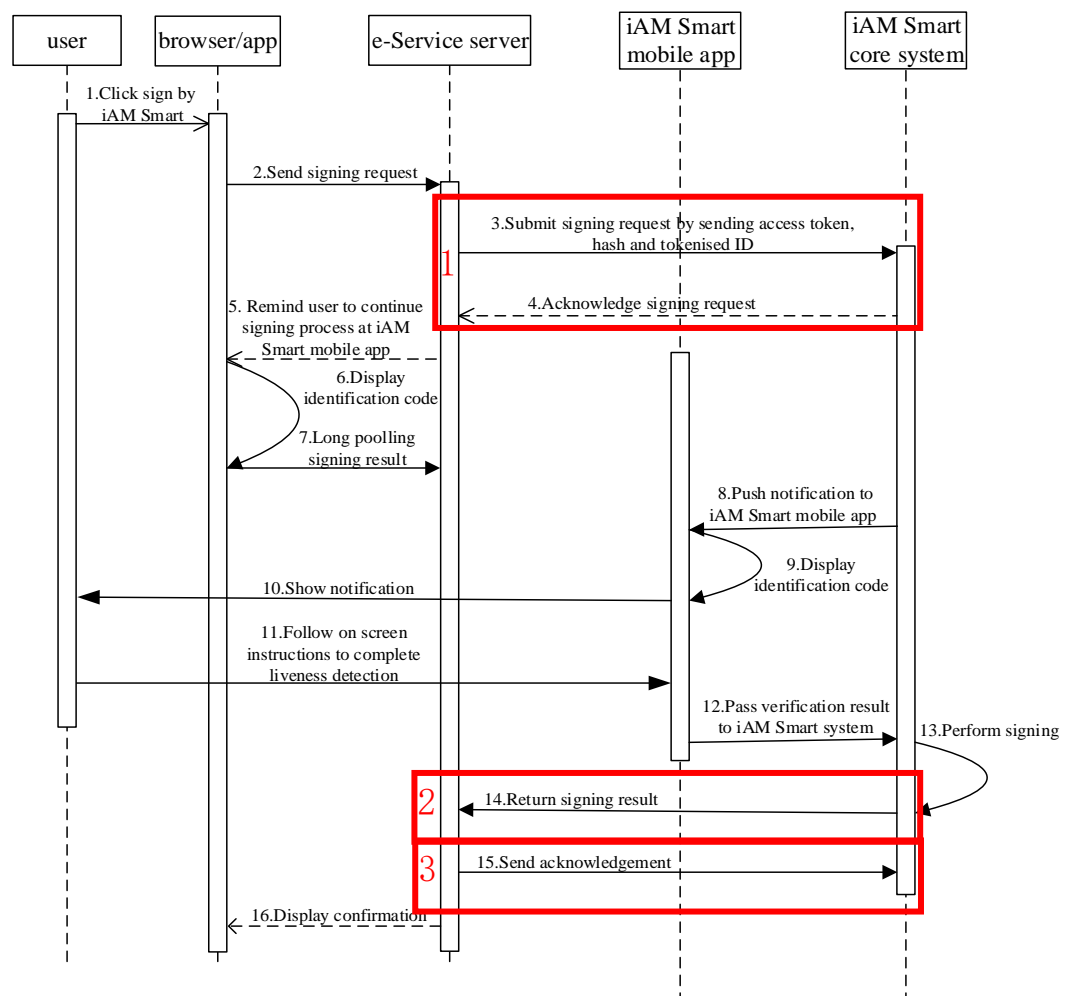 user
browser/app
e-Service server
iAM Smart
mobile app
iAM Smart
core system
1.Click sign by
iAM Smart
2.Send signing request
3.Submit signing request by sending access token,
hash and tokenised ID
1
4.Acknowledge signing request
5. Remind user to continue
signing process at iAM
Smart mobile app
6.Display
identification code
7.Long poolling
signing result
8.Push notification to
iAM Smart mobile app
9.Display
identification code
10.Show notification
11.Follow on screen
instructions to complete
liveness detection
12.Pass verification result
to iAM Smart system
13.Perform signing
2
14.Return signing result
3
15.Send acknowledgement
16.Display confirmation